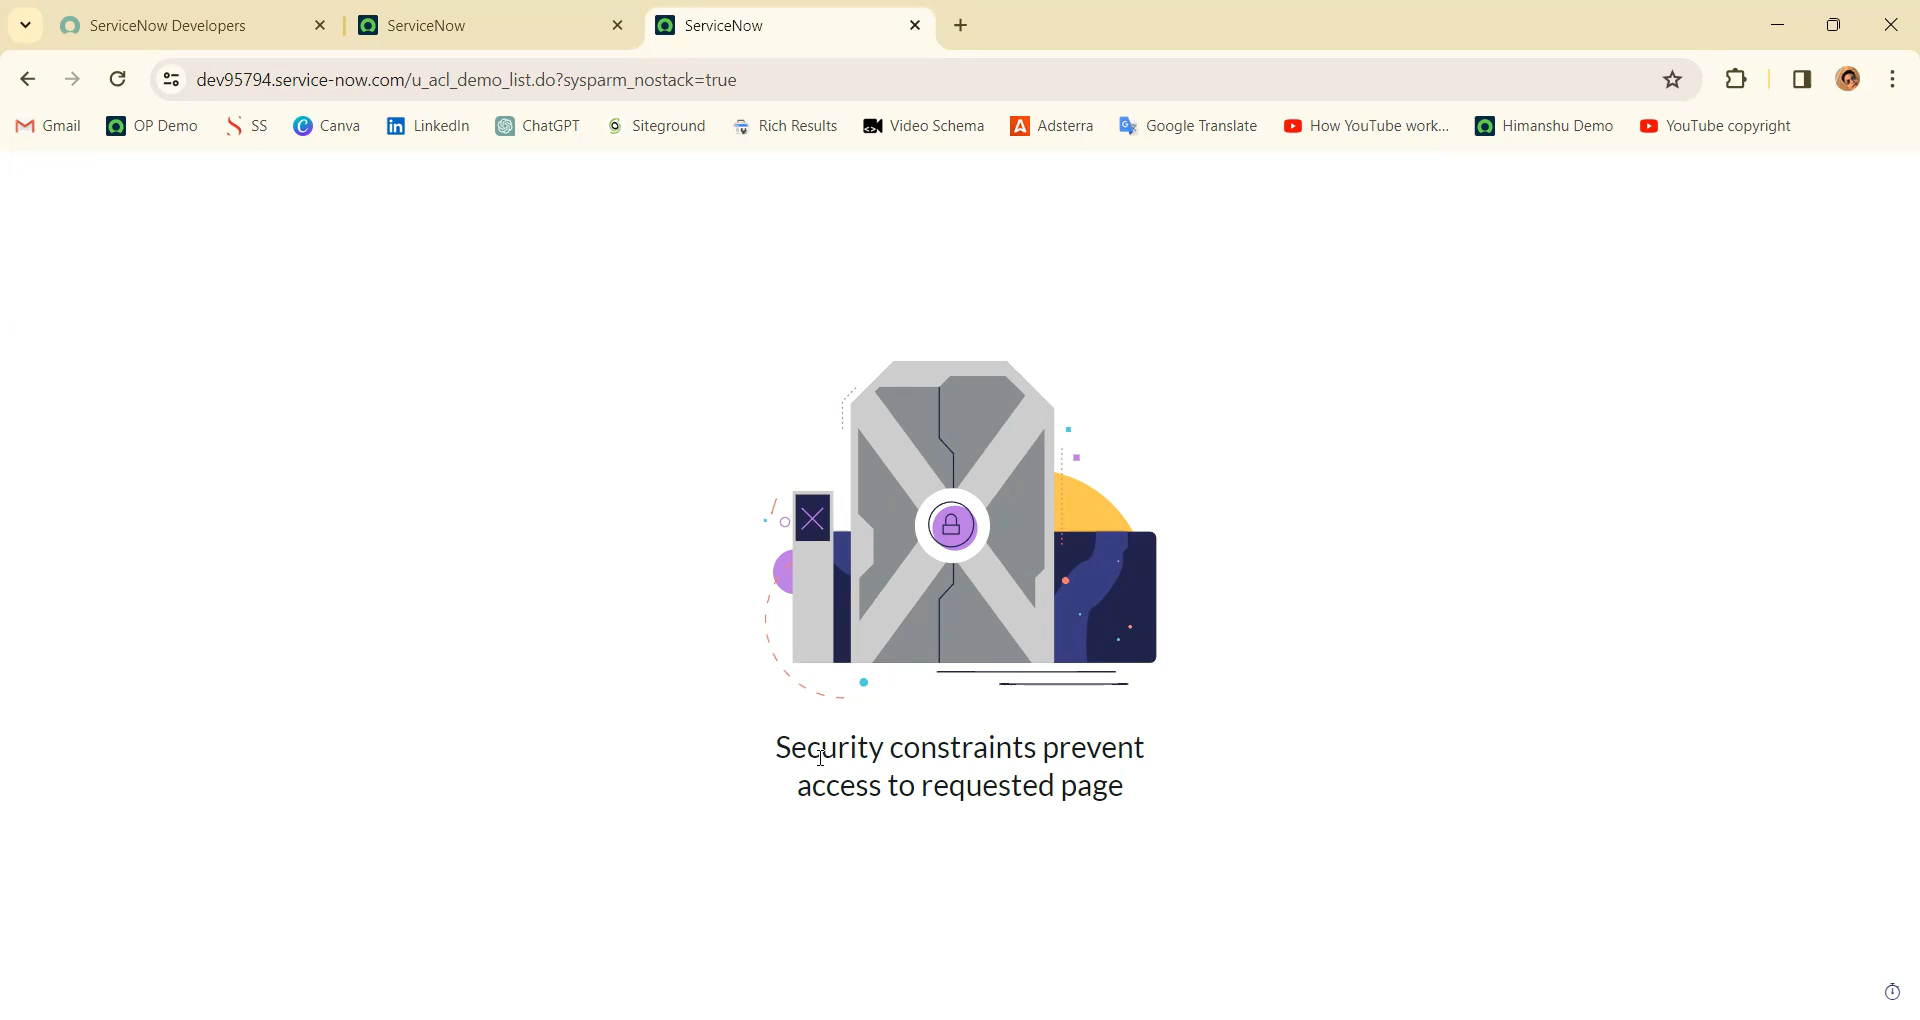 ServiceNow Developers
ServiceNow
ServiceNow
dev95794.service-now.com/u_acl_demo_list.do?sysparm_nostack=true
Gmail
OP Demo
SS
Canva
LinkedIn
ChatGPT
Siteground
Rich Results
Video Schema
Adsterra
Google Translate
How YouTube work...
Himanshu Demo
YouTube copyright
Security constraints prevent
access to requested page